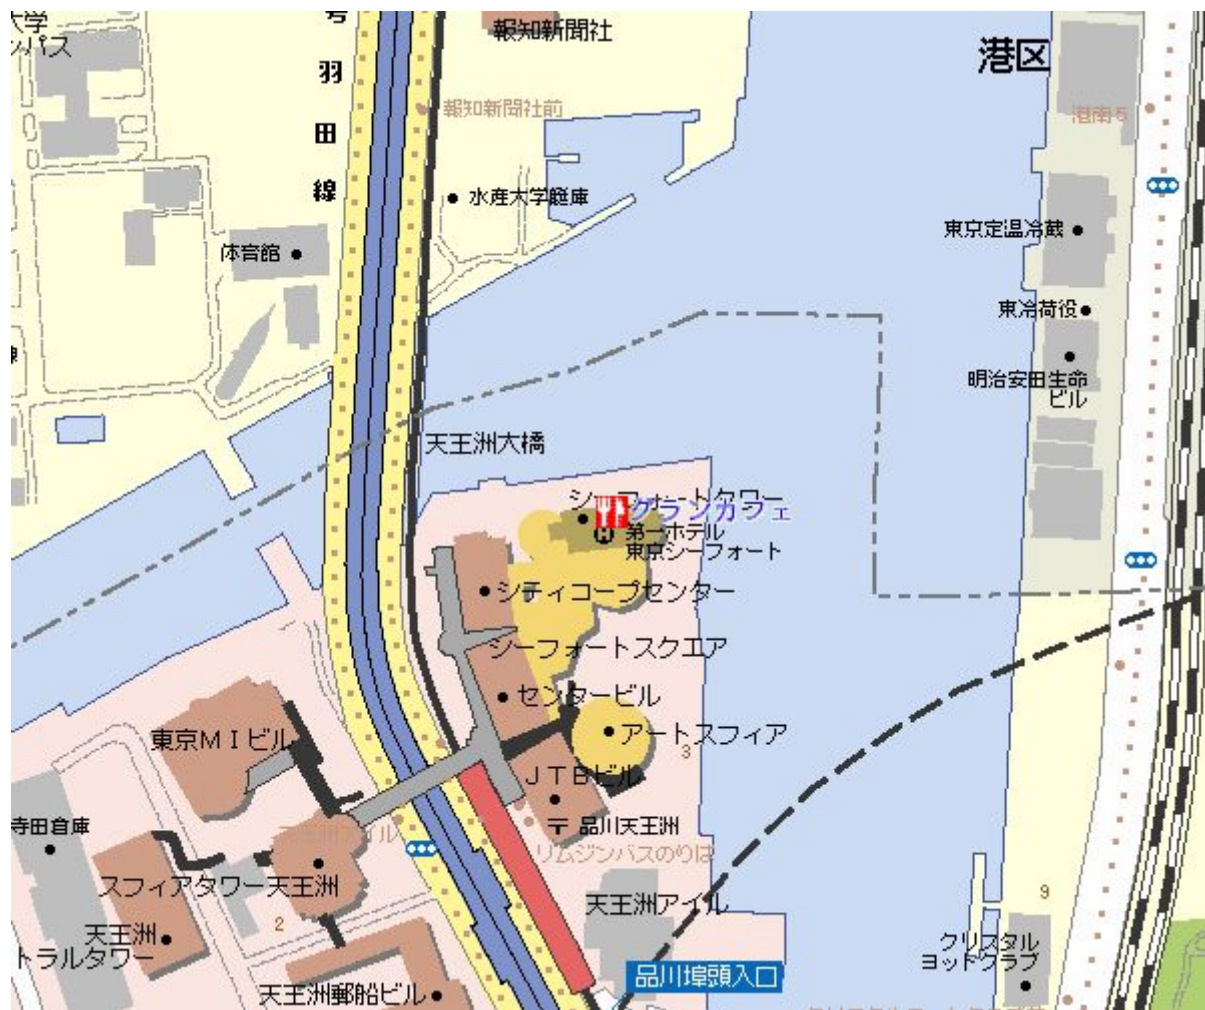 大学
ンパス
号
羽
田
線
報知新聞社
港区
報知新聞社前
港南5
水産大学艇庫
体育館
東京定温冷蔵
東冷荷役
明治安田生命
ビル
天王洲大橋
シーフォートタワー
グランカフェ
第一ホテル
東京シーフォート
シティコープセンター
シーフォートスクエア
センタービル
アートスフィア
3
東京MIビル
JTBビル
寺田倉庫
〒品川天王洲
天王洲アイル
リムジンバスのりば
スフィアタワー天王洲
天王洲アイル
9
2
天王洲
トラルタワー
クリスタル
ヨットクラブ
品川埠頭入口
天王洲郵船ビル